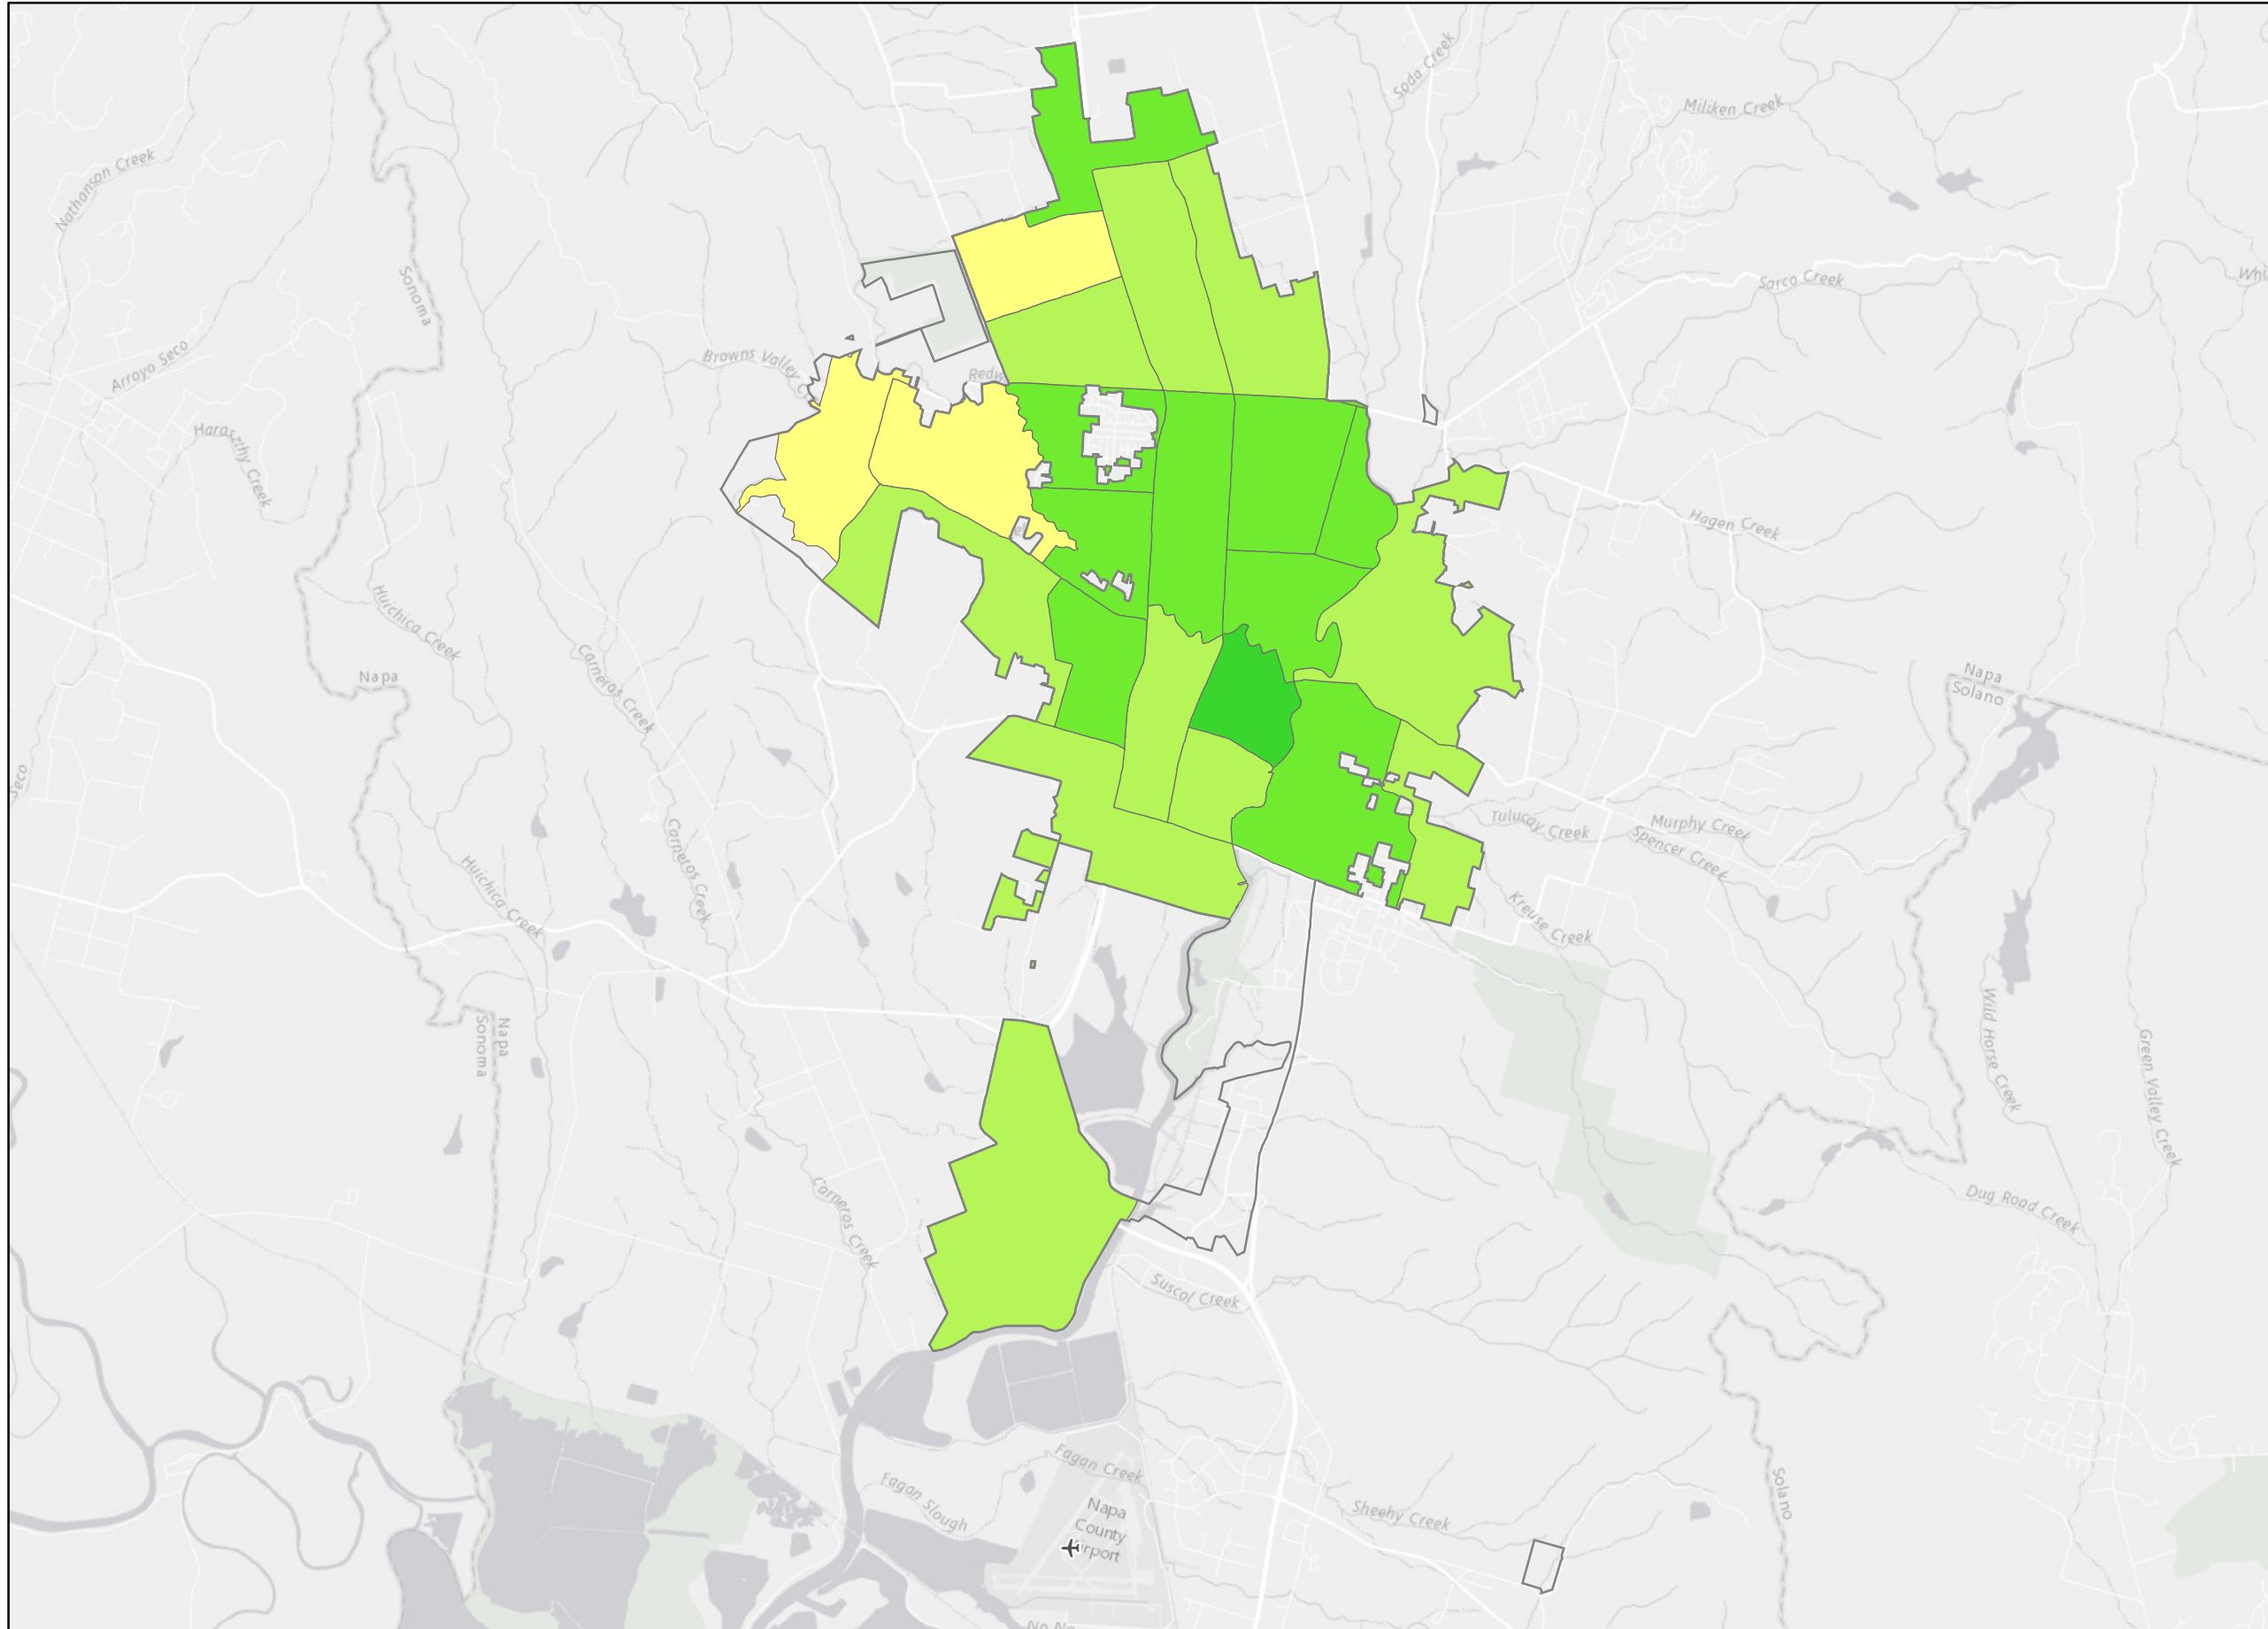 Soda Creek
Miliken Creek
Nathanson Creek
Sonoma
Sarco Creek
Arroyo Seco
Browns Valley
Redw
Haraszthy Creek
Hagen Creek
Huichica Creek
Carneros Creek
Napa
Napa
Solano
Seco
Tulucay Creek
Murphy Creek
Spencer Creek
Carneros Creek
Huichica Creek
Kreuse Creek
Napa
Sonoma
Wild Horse Creek
Green Valley Creek
Dug Road Creek
Carneros Creek
Suscol Creek
Fagan Creek
Fagan Slough
Napa
County
Airport
Sheehy Creek
Solano